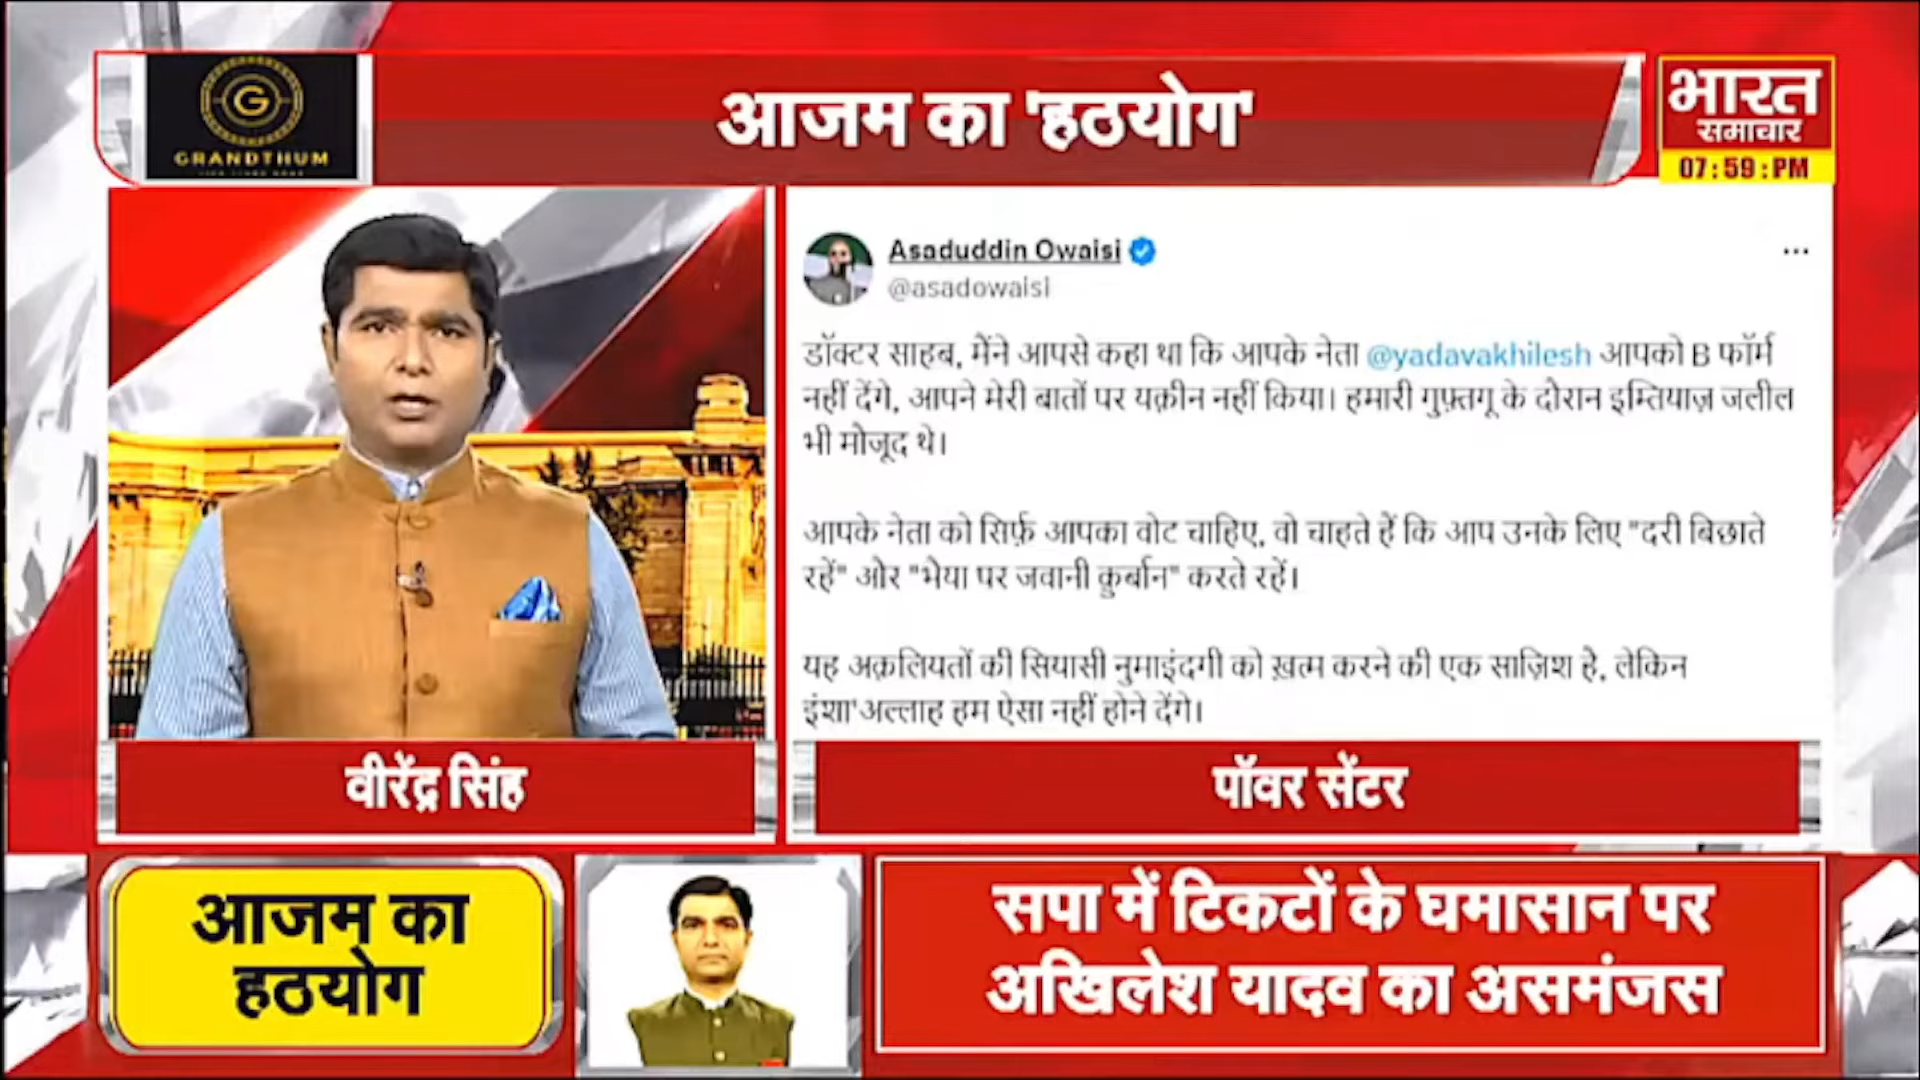 G
GRANDTHUM
आजम का 'हठयोग'
भारत
समाचार
07:59:PM
Asaduddin Owaisi
@asadowaisi
डॉक्टर साहब, मैंने आपसे कहा था कि आपके नेता @yadavakhilesh आपको B फॉर्म
नहीं देंगे, आपने मेरी बातों पर यक़ीन नहीं किया। हमारी गुफ़्तगू के दौरान इम्तियाज़ जलील
भी मौजूद थे।
आपके नेता को सिर्फ़ आपका वोट चाहिए, वो चाहते हैं कि आप उनके लिए "दरी बिछाते
रहें" और "भैया पर जवानी क़ुर्बान" करते रहें।
यह अक़लियतों की सियासी नुमाइंदगी को ख़त्म करने की एक साज़िश है, लेकिन
इंशा'अल्लाह हम ऐसा नहीं होने देंगे।
वीरेंद्र सिंह
पॉवर सेंटर
आजम का
हठयोग
सपा में टिकटों के घमासान पर
अखिलेश यादव का असमंजस